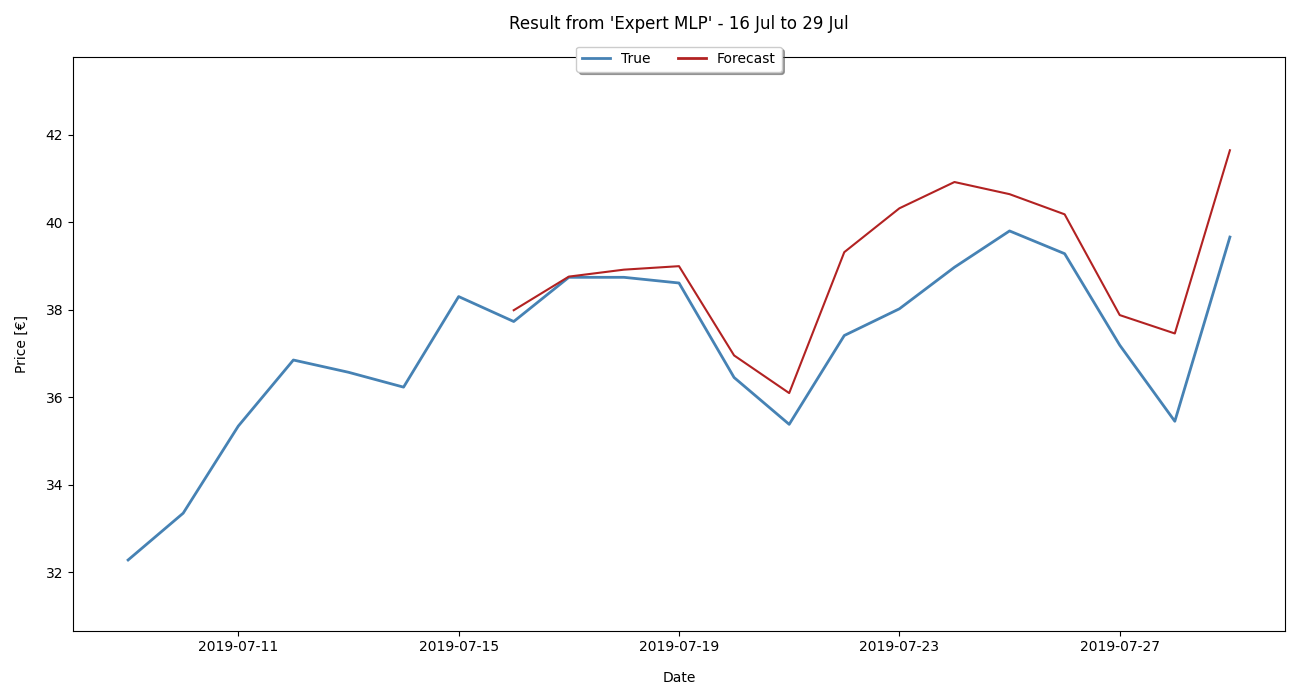 Result from 'Expert MLP' - 16 Jul to 29 Jul
True
Forecast
42
40
38
36
34
32
Price [€]
2019-07-11
2019-07-15
2019-07-19
2019-07-23
2019-07-27
Date